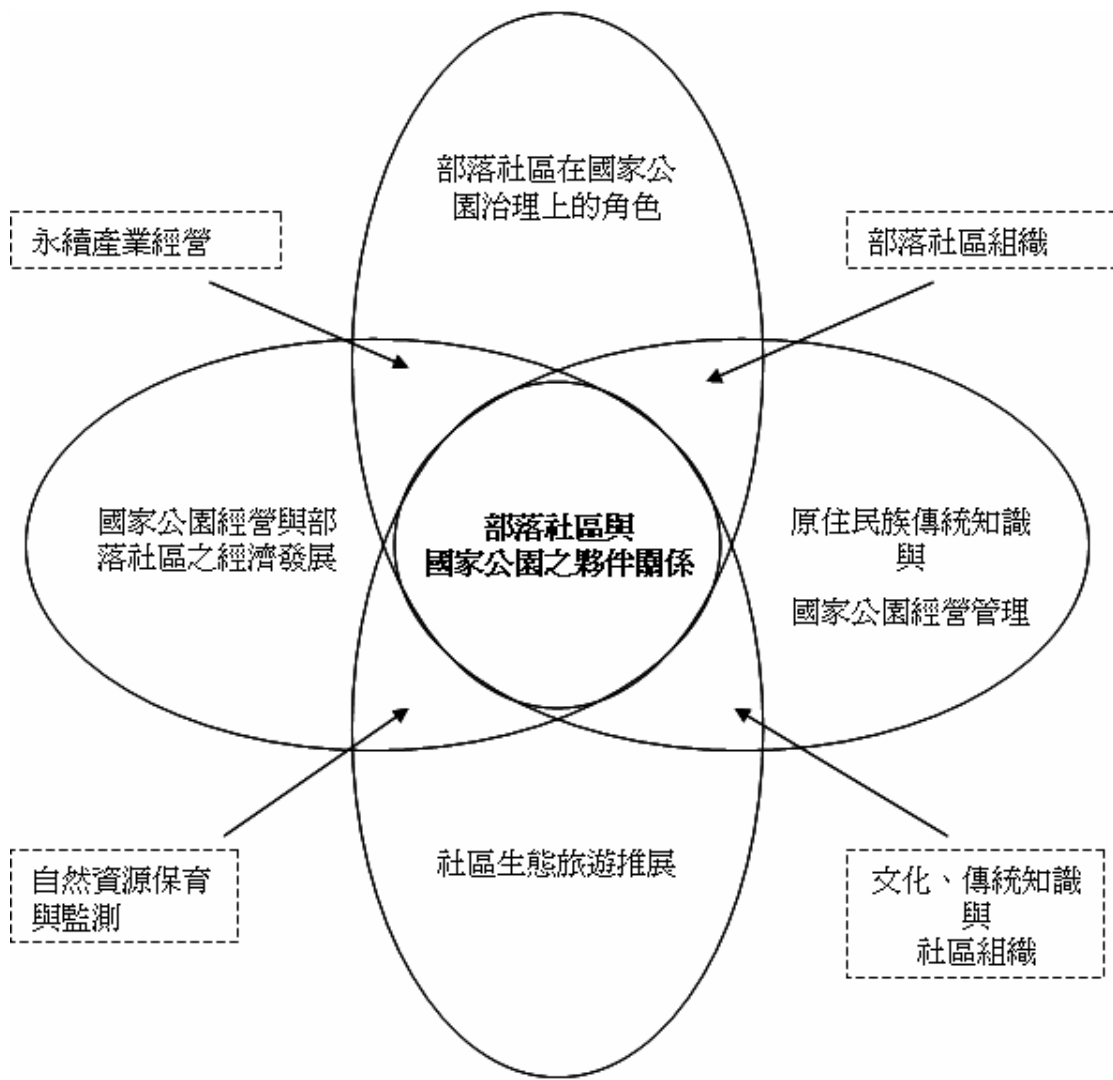 部落社區在國家公
園治理上的角色
永續產業經營
部落社區組織
國家公園經營與部
落社區之經濟發展
部落社區與
國家公園之夥伴關係
原住民族傳統知識
與
國家公園經營管理
自然資源保育
與監測
社區生態旅遊推展
文化、傳統知識
與
社區組織